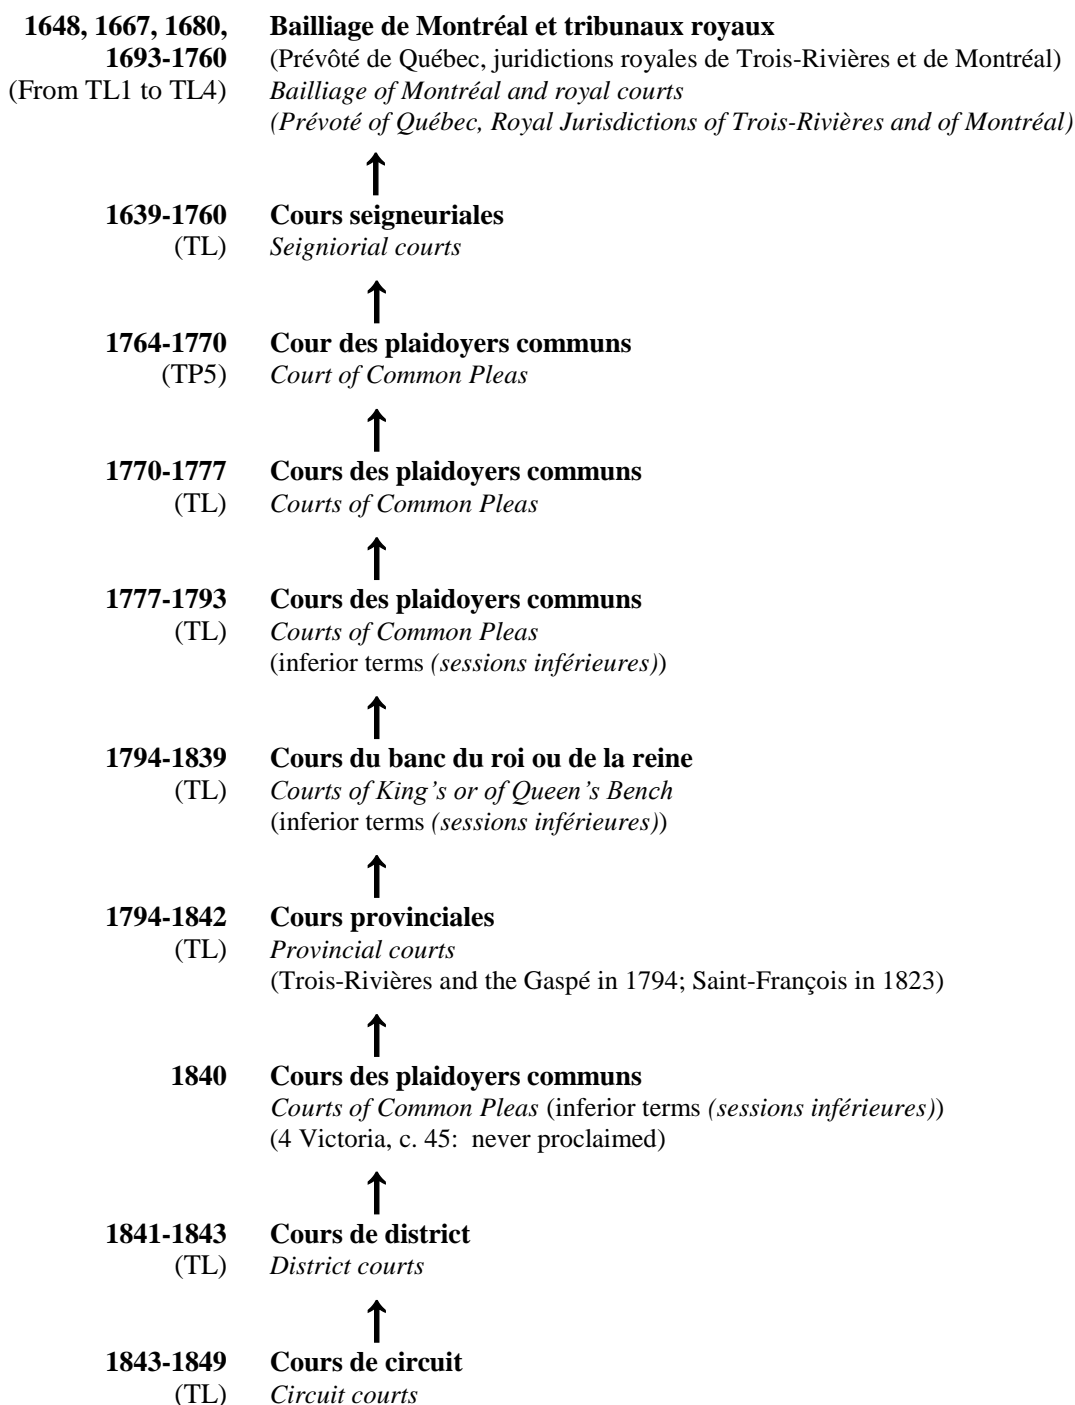 1648, 1667, 1680, Bailliage de Montréal et tribunaux royaux
1693-1760 (Prévôté de Québec, juridictions royales de Trois-Rivières et de Montréal)
(From TL1 to TL4) Bailliage of Montréal and royal courts
(Prévoté of Québec, Royal Jurisdictions of Trois-Rivières and of Montréal)
↑
1639-1760 Cours seigneuriales
(TL) Seigniorial courts
↑
1764-1770 Cour des plaidoyers communs
(TP5) Court of Common Pleas
↑
1770-1777 Cours des plaidoyers communs
(TL) Courts of Common Pleas
↑
1777-1793 Cours des plaidoyers communs
(TL) Courts of Common Pleas
(inferior terms (sessions inférieures))
↑
1794-1839 Cours du banc du roi ou de la reine
(TL) Courts of King’s or of Queen’s Bench
(inferior terms (sessions inférieures))
↑
1794-1842 Cours provinciales
(TL) Provincial courts
(Trois-Rivières and the Gaspé in 1794; Saint-François in 1823)
↑
1840 Cours des plaidoyers communs
Courts of Common Pleas (inferior terms (sessions inférieures))
(4 Victoria, c. 45: never proclaimed)
↑
1841-1843 Cours de district
(TL) District courts
↑
1843-1849 Cours de circuit
(TL) Circuit courts